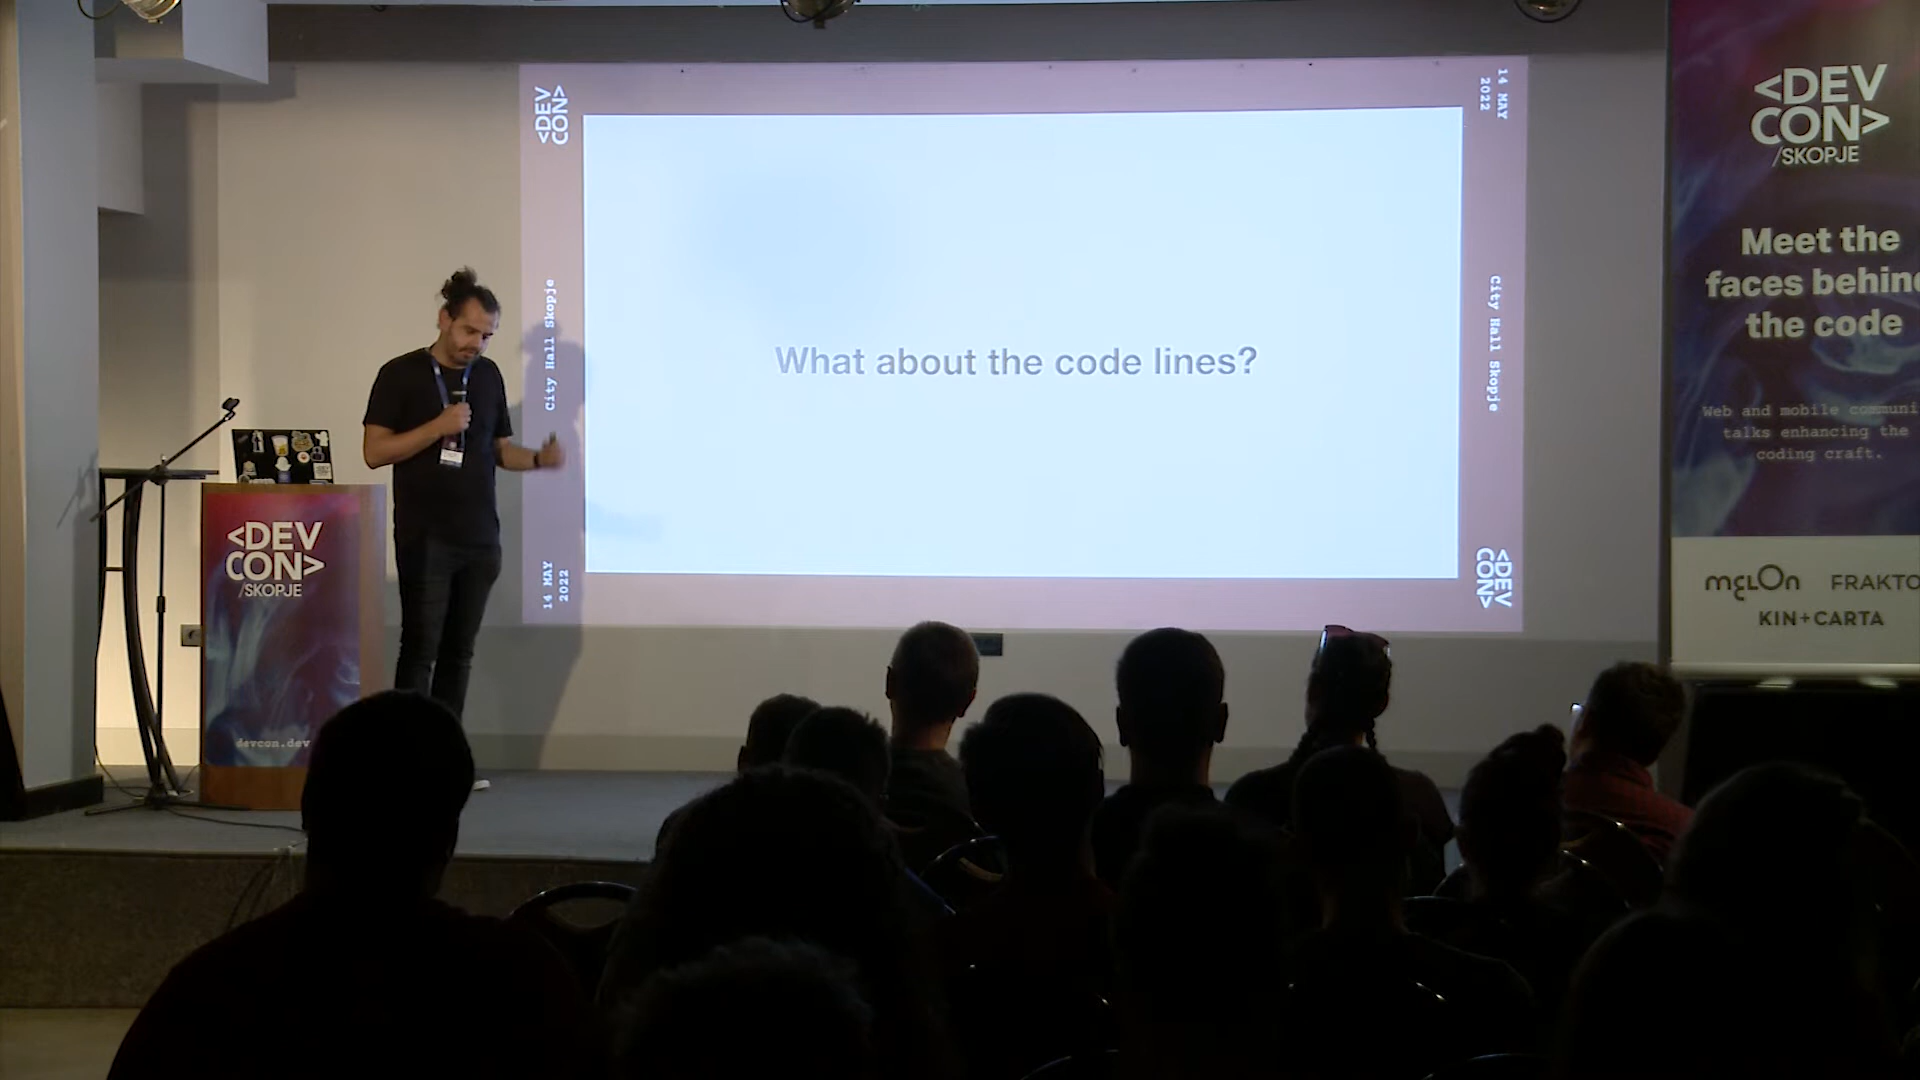 <DEV
CON>
14 MAY
2022
City Hall Skopje
What about the code lines?
City Hall Skopje
14 MAY
2022
<DEV
CON>
<DEV
CON>
/SKOPJE
devcon.dev
<DEV
CON>
/SKOPJE
Meet the
faces behind
the code
Web and mobile communi
talks enhancing the
coding craft.
melon FRAKTO
KIN+CARTA